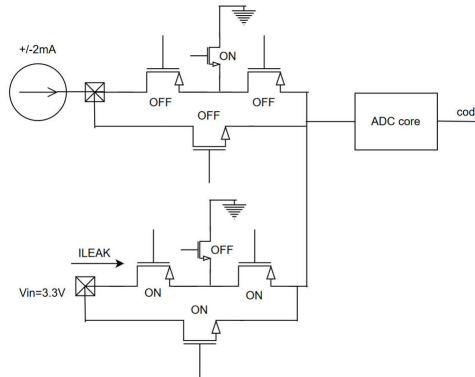 +/-2mA
ON
OFF
OFF
OFF
ADC core
cod
OFF
ILEAK
Vin=3.3V
ON
ON
ON